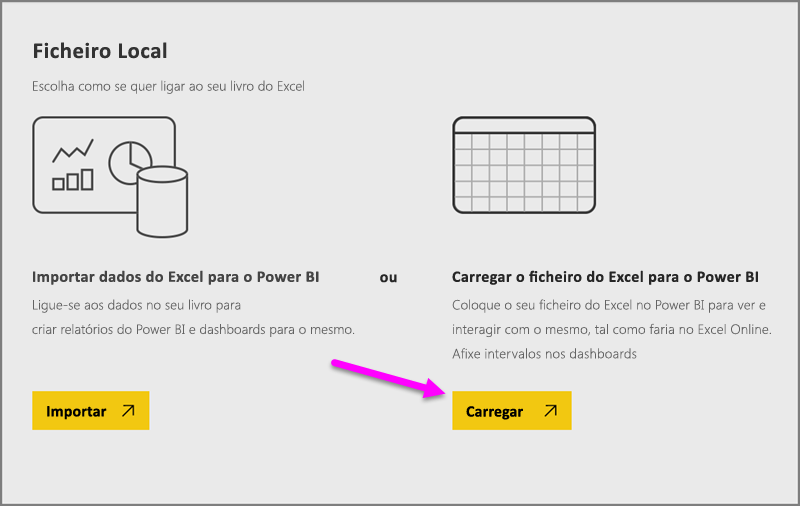 Ficheiro Local
Escolha como se quer ligar ao seu livro do Excel
Importar dados do Excel para o Power BI
Ligue-se aos dados no seu livro para
criar relatórios do Power BI e dashboards para o mesmo.
Importar
ou
Carregar o ficheiro do Excel para o Power BI
Coloque o seu ficheiro do Excel no Power BI para ver e
interagir com o mesmo, tal como faria no Excel Online.
Afixe intervalos nos dashboards
Carregar